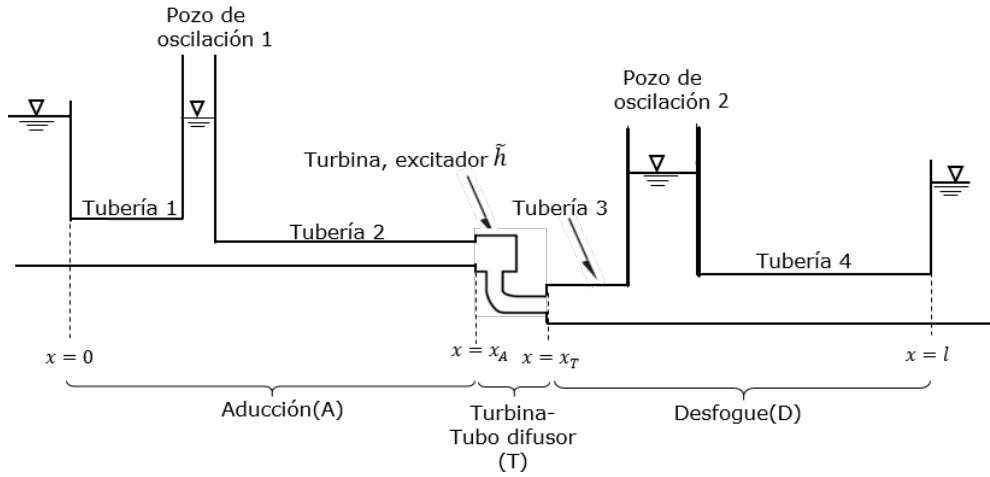 Pozo de
oscilación 1
Pozo de
oscilación 2
Turbina, excitador h̃
Tubería 1
Tubería 2
Tubería 3
Tubería 4
x = 0
x = x_A
x = x_T
x = l
Aducción(A)
Turbina-
Tubo difusor
(T)
Desfogue(D)